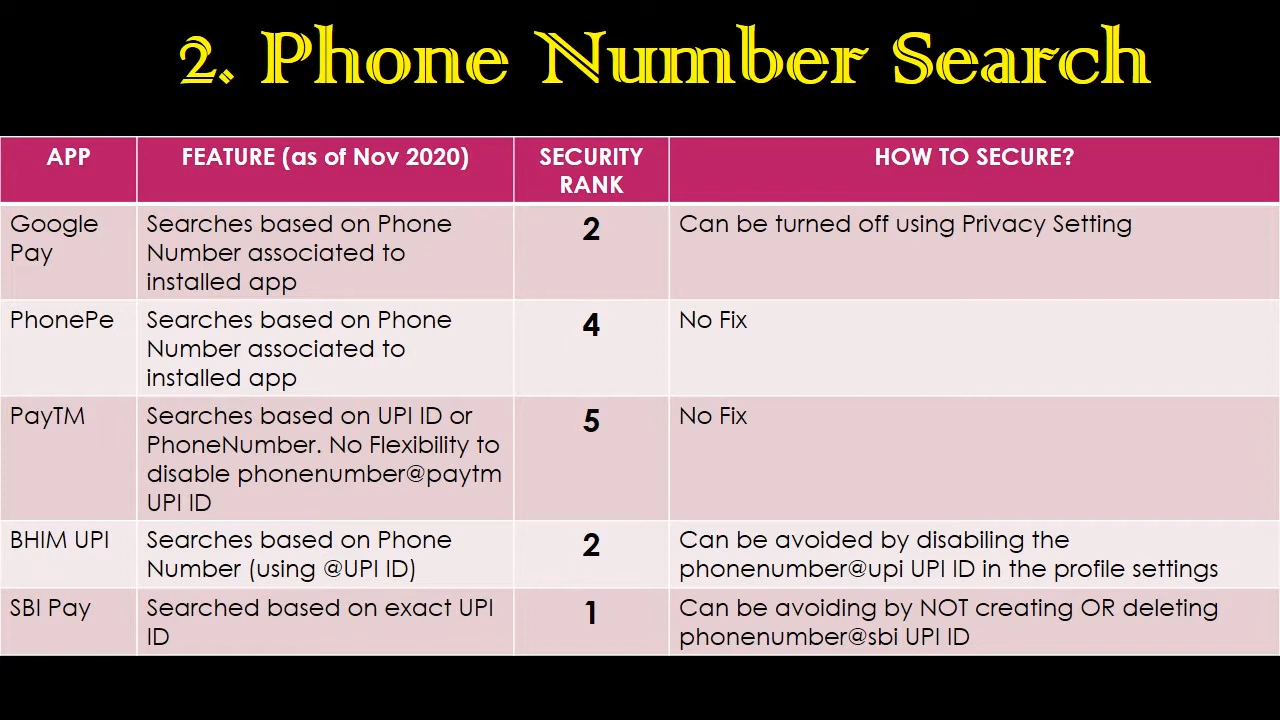 2. Phone Number Search
APP
FEATURE (as of Nov 2020)
SECURITY
RANK
HOW TO SECURE?
Google
Pay
Searches based on Phone
Number associated to
installed app
2
Can be turned off using Privacy Setting
PhonePe
Searches based on Phone
Number associated to
installed app
4
No Fix
PayTM
Searches based on UPI ID or
PhoneNumber. No Flexibility to
disable phonenumber@paytm
UPI ID
5
No Fix
BHIM UPI
Searches based on Phone
Number (using @UPI ID)
2
Can be avoided by disabiling the
phonenumber@upi UPI ID in the profile settings
SBI Pay
Searched based on exact UPI
ID
1
Can be avoiding by NOT creating OR deleting
phonenumber@sbi UPI ID